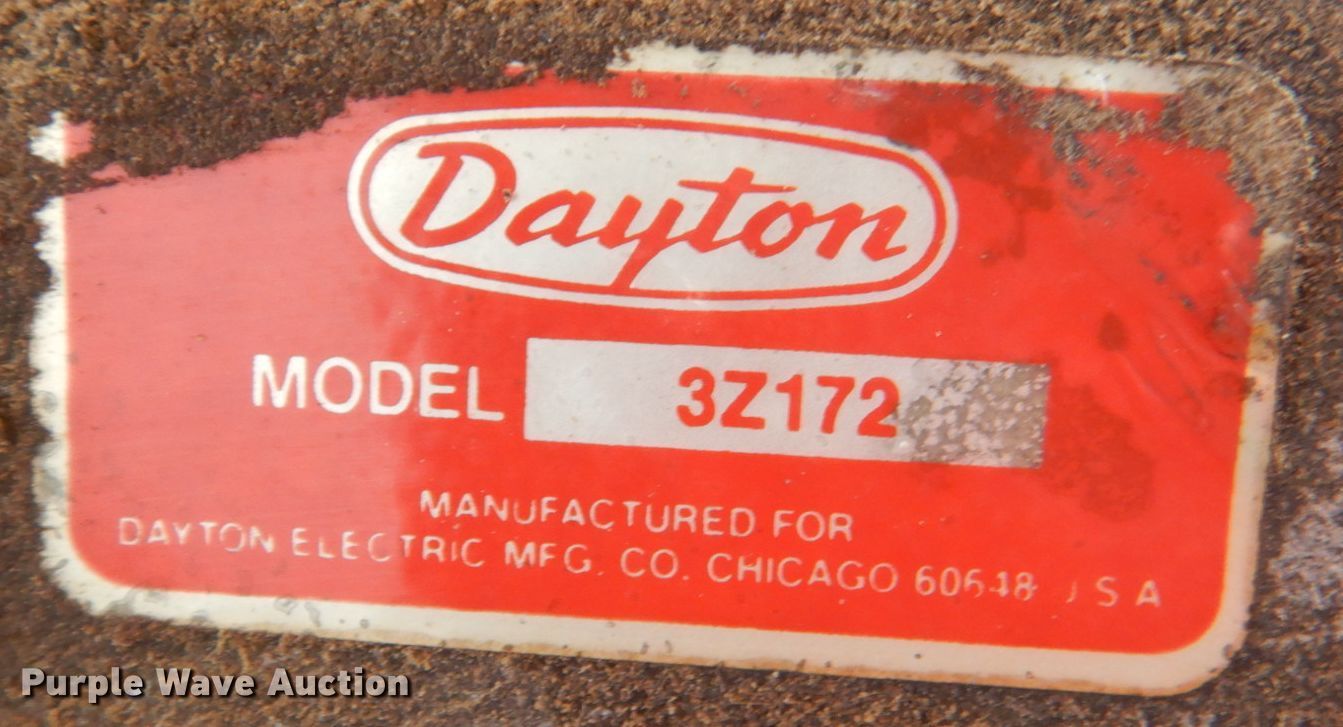 Dayton
MODEL 3Z172
MANUFACTURED FOR
DAYTON ELECTRIC MFG. CO. CHICAGO 60648 U S A
Purple Wave Auction